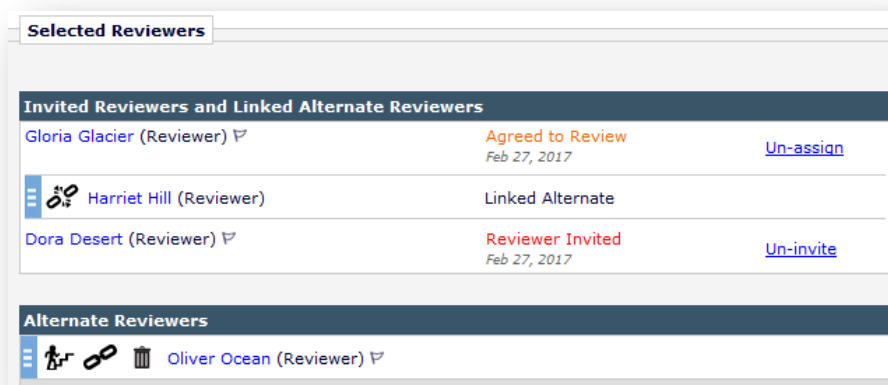 Selected Reviewers
Invited Reviewers and Linked Alternate Reviewers
Gloria Glacier (Reviewer) Agreed to Review Un-assign
Feb 27, 2017
Harriet Hill (Reviewer) Linked Alternate
Dora Desert (Reviewer) Reviewer Invited Un-invite
Feb 27, 2017
Alternate Reviewers
Oliver Ocean (Reviewer)